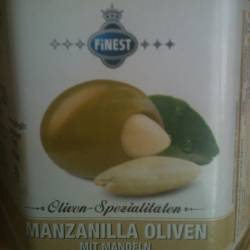 FiNEST
Oliven-Spezialitäten
MANZANILLA OLIVEN
MIT MANDELN